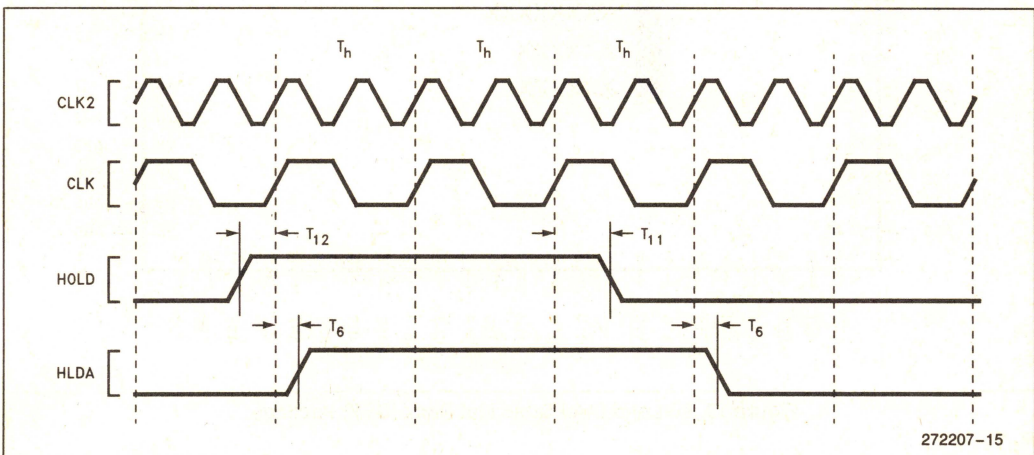 Th Th Th
CLK2
CLK
T12 T11
HOLD
T6 T6
HLDA
272207-15